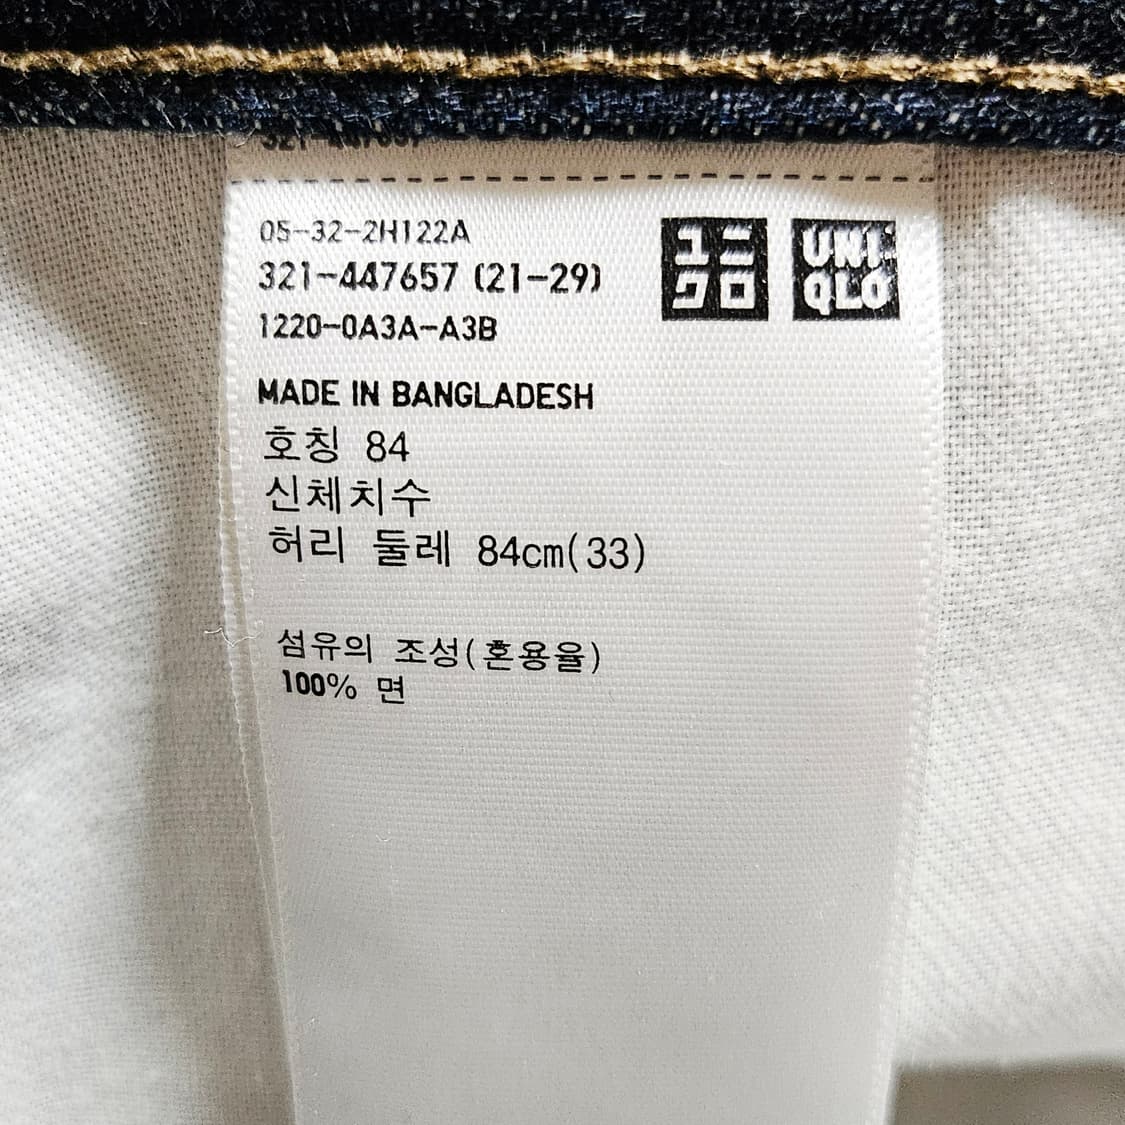 05-32-2H122A
321-447657 (21-29)
1220-0A3A-A3B
ユニ
クロ
UNI
QLO
MADE IN BANGLADESH
호칭 84
신체치수
허리 둘레 84cm(33)
섬유의 조성(혼용율)
100% 면